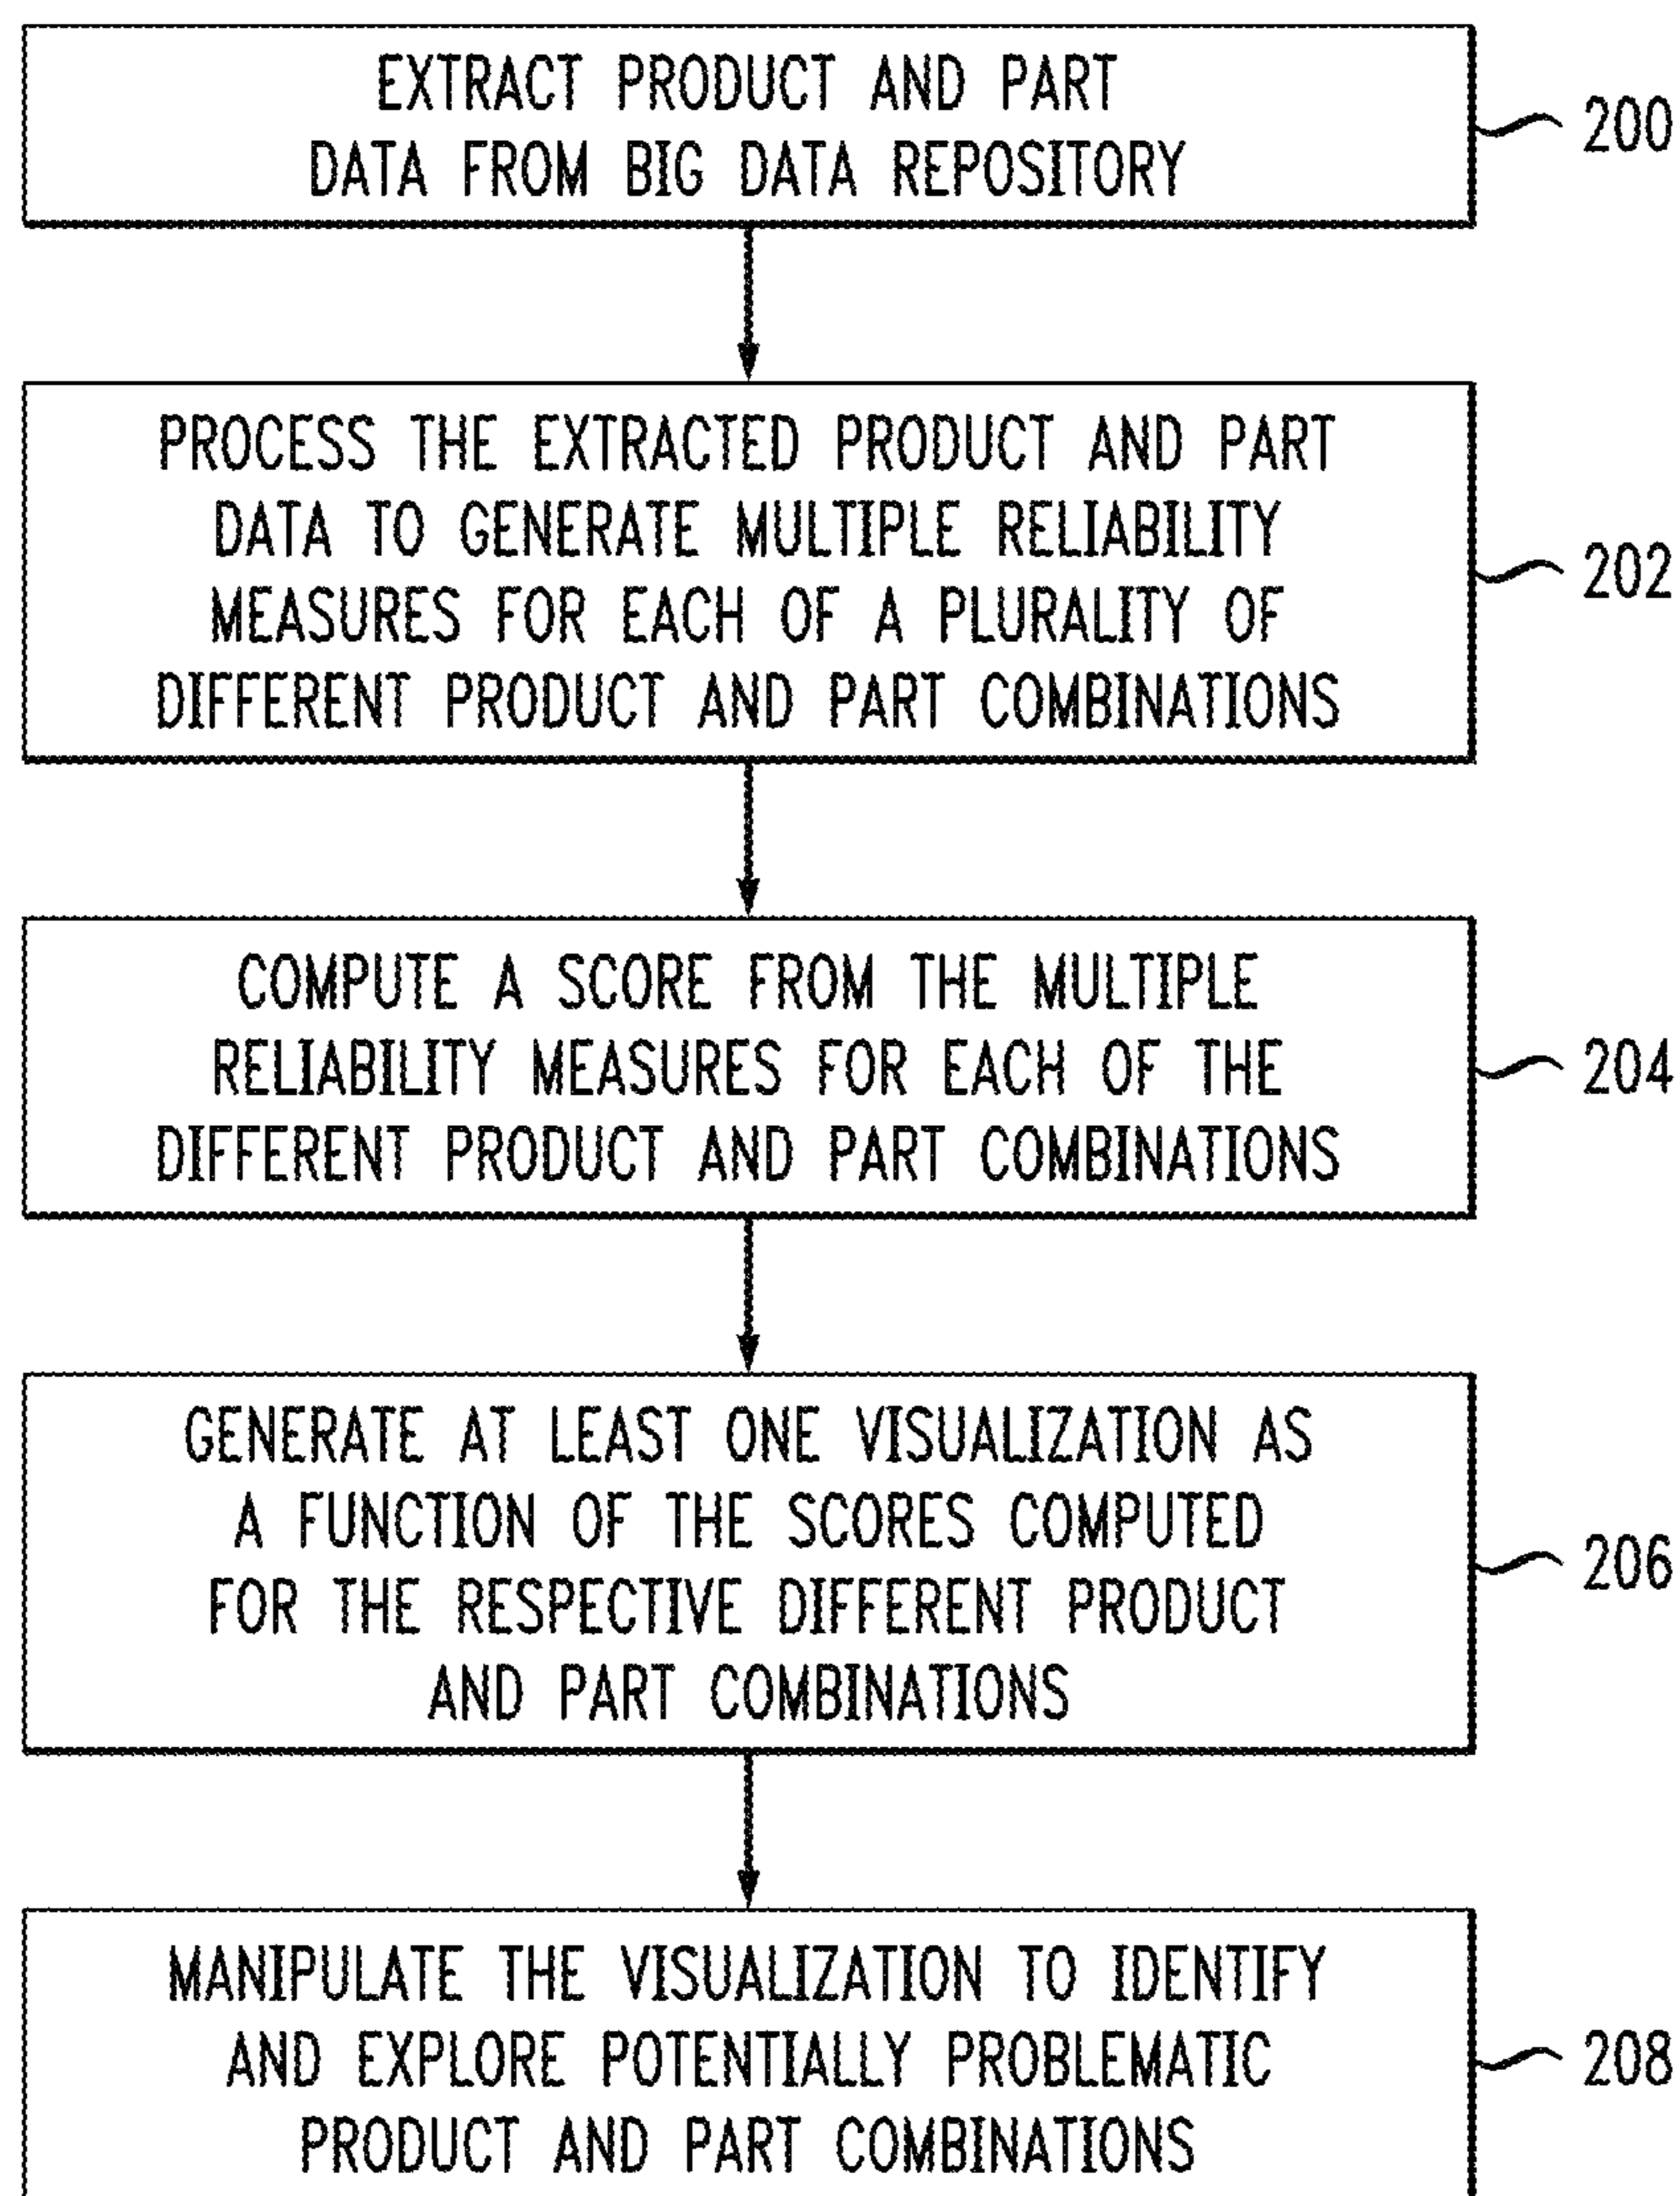 EXTRACT PRODUCT AND PART
DATA FROM BIG DATA REPOSITORY
200
PROCESS THE EXTRACTED PRODUCT AND PART
DATA TO GENERATE MULTIPLE RELIABILITY
MEASURES FOR EACH OF A PLURALITY OF
DIFFERENT PRODUCT AND PART COMBINATIONS
202
COMPUTE A SCORE FROM THE MULTIPLE
RELIABILITY MEASURES FOR EACH OF THE
DIFFERENT PRODUCT AND PART COMBINATIONS
204
GENERATE AT LEAST ONE VISUALIZATION AS
A FUNCTION OF THE SCORES COMPUTED
FOR THE RESPECTIVE DIFFERENT PRODUCT
AND PART COMBINATIONS
206
MANIPULATE THE VISUALIZATION TO IDENTIFY
AND EXPLORE POTENTIALLY PROBLEMATIC
PRODUCT AND PART COMBINATIONS
208